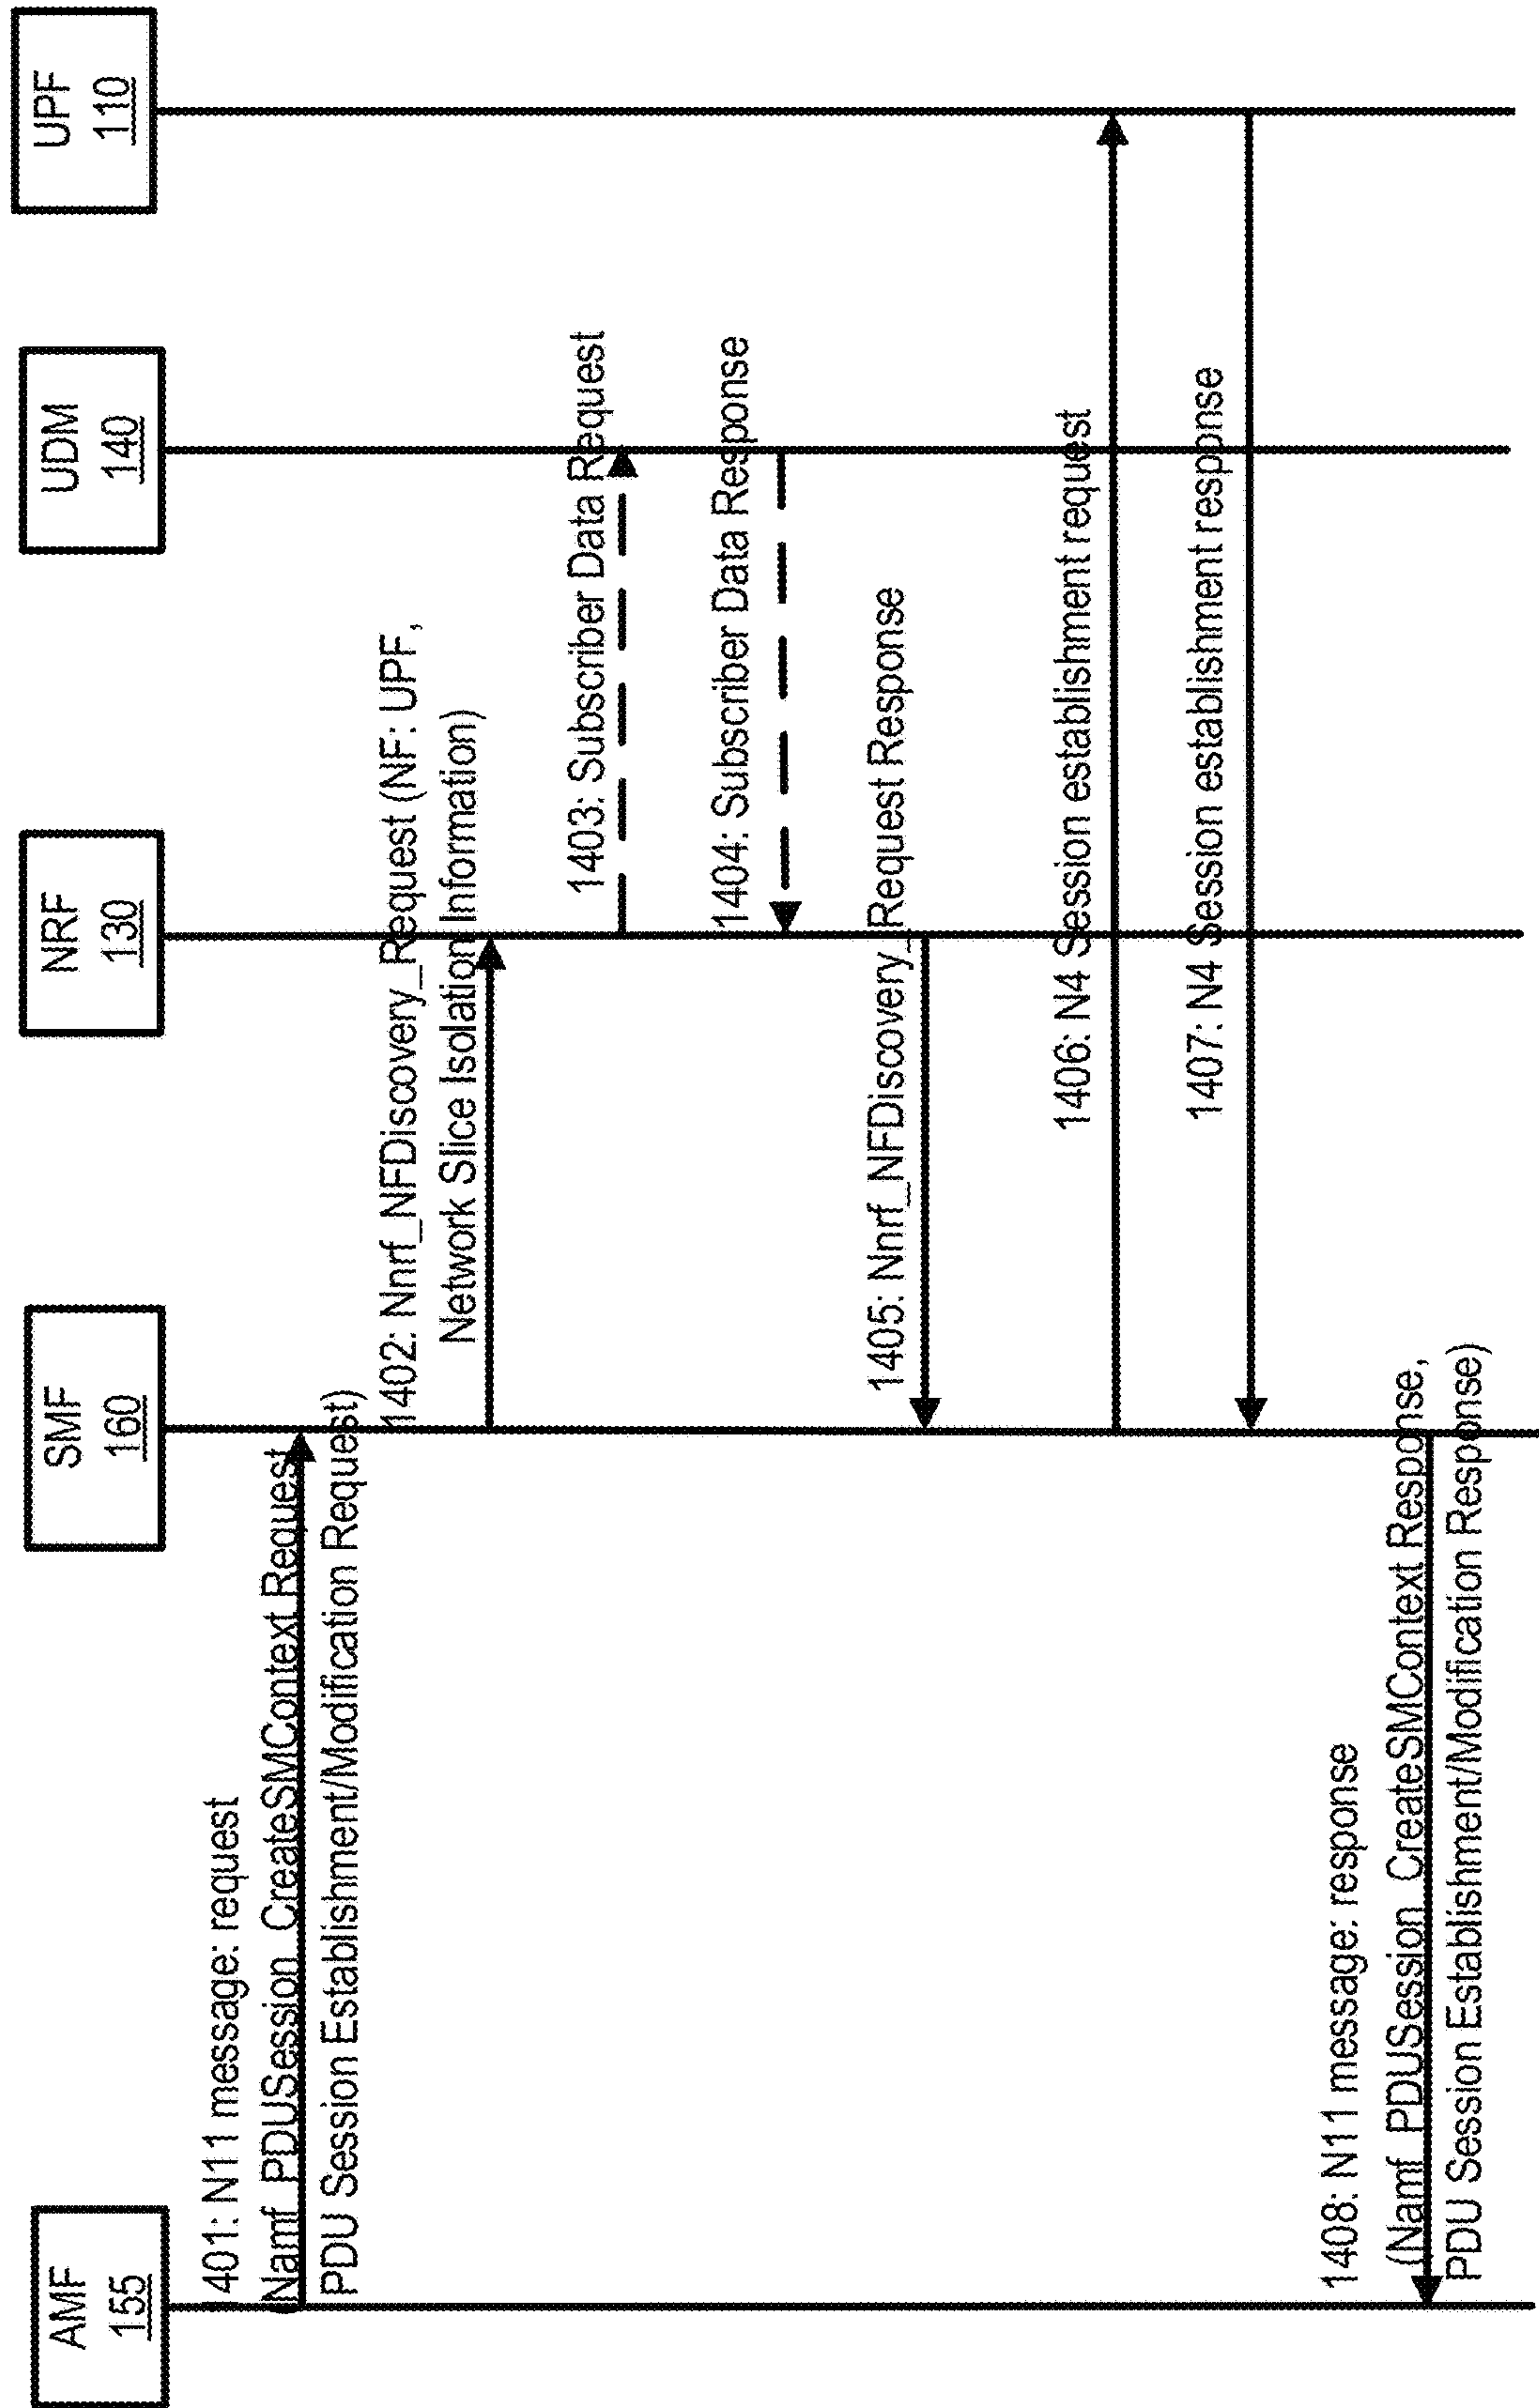 AMF
155
SMF
160
NRF
130
UDM
140
UPF
110
1401: N11 message: request
(Namf_PDUSession_CreateSMContext Request
PDU Session Establishment/Modification Request)
1402: Nnrf_NFDiscovery_Request (NF: UPF,
Network Slice Isolation Information)
1403: Subscriber Data Request
1404: Subscriber Data Response
1405: Nnrf_NFDiscovery_Request Response
1406: N4 Session establishment request
1407: N4 Session establishment response
1408: N11 message: response
(Namf_PDUSession_CreateSMContext Response,
PDU Session Establishment/Modification Response)